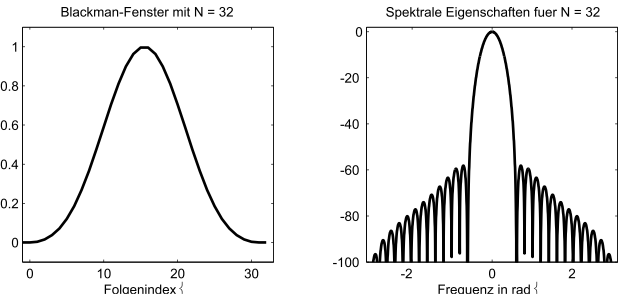 Blackman-Fenster mit N = 32
1
0.8
0.6
0.4
0.2
0
0 10 20 30
Folgenindex
Spektrale Eigenschaften fuer N = 32
0
-20
-40
-60
-80
-100
-2 0 2
Frequenz in rad